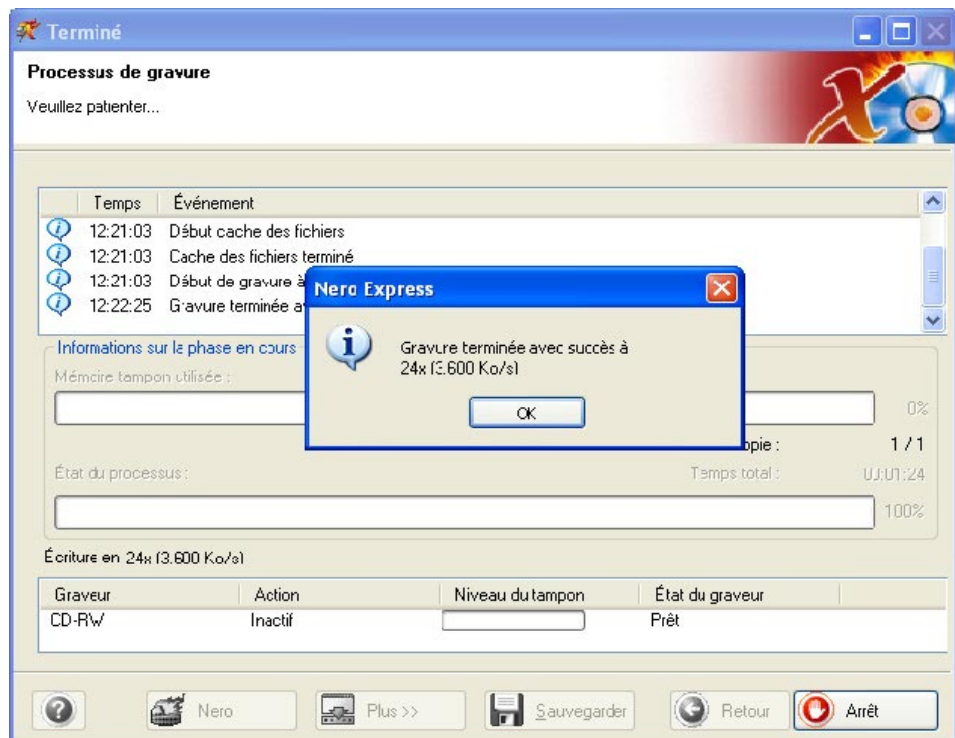 Terminé
Processus de gravure
Veuillez patienter...
Temps Événement
12:21:03 Début cache des fichiers
12:21:03 Cache des fichiers terminé
12:21:03 Début de gravure à
12:22:25 Gravure terminée a
Nero Express
Gravure terminée avec succès à
24x (3.600 Ko/s)
OK
Informations sur la phase en cours
Mémoire tampon utilisée :
0%
opie : 1 / 1
État du processus : Temps total : 00:01:24
100%
Écriture en 24x (3.600 Ko/s)
Graveur Action Niveau du tampon État du graveur
CD-RW Inactif Prêt
? Nero Plus >> Sauvegarder Retour Arrêt